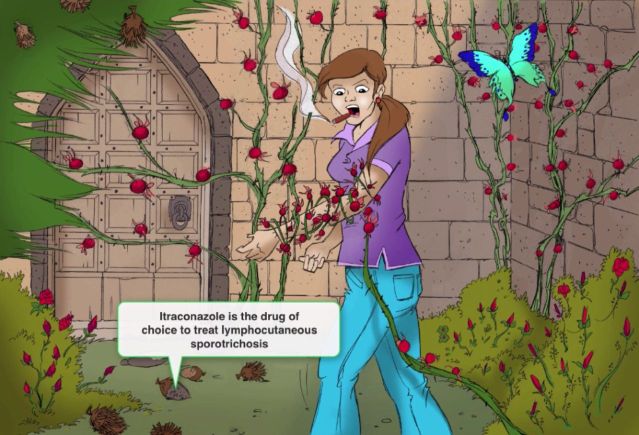 Itraconazole is the drug of
choice to treat lymphocutaneous
sporotrichosis